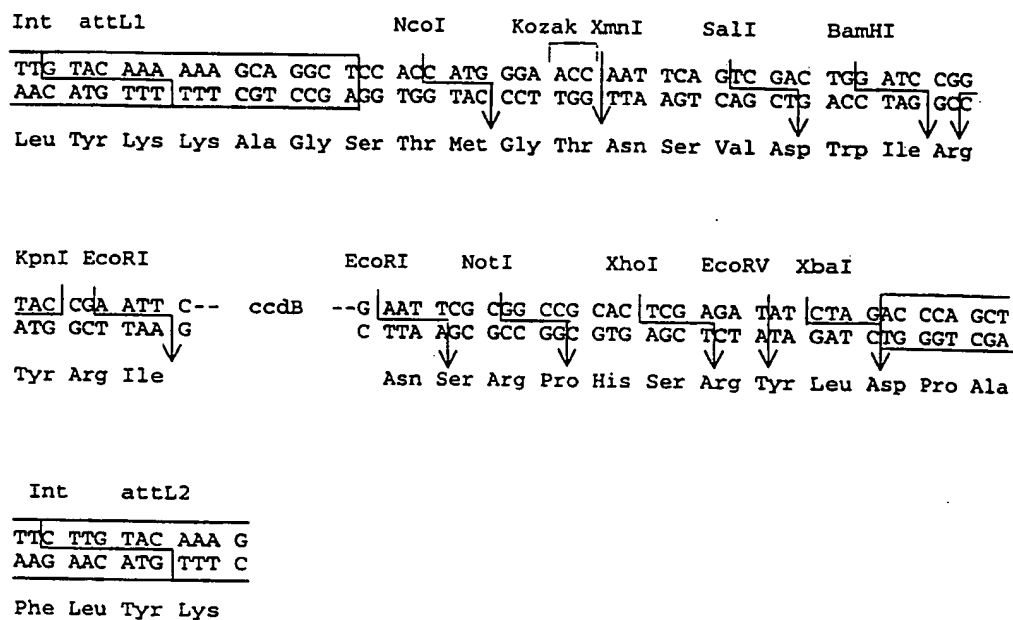 Int attL1 NcoI Kozak XmnI SalI BamHI
TTG TAC AAA AAA GCA GGC TCC ACC ATG GGA ACC AAT TCA GTC GAC TGG ATC CGG
AAC ATG TTT TTT CGT CCG AGG TGG TAC CCT TGG TTA AGT CAG CTG ACC TAG GCC
Leu Tyr Lys Lys Ala Gly Ser Thr Met Gly Thr Asn Ser Val Asp Trp Ile Arg
KpnI EcoRI EcoRI NotI XhoI EcoRV XbaI
TAC CGA ATT C-- ccdB --G AAT TCG CGG CCG CAC TCG AGA TAT CTA GAC CCA GCT
ATG GCT TAA G C TTA AGC GCC GGC GTG AGC TCT ATA GAT CTG GGT CGA
Tyr Arg Ile Asn Ser Arg Pro His Ser Arg Tyr Leu Asp Pro Ala
Int attL2
TTC TTG TAC AAA G
AAG AAC ATG TTT C
Phe Leu Tyr Lys